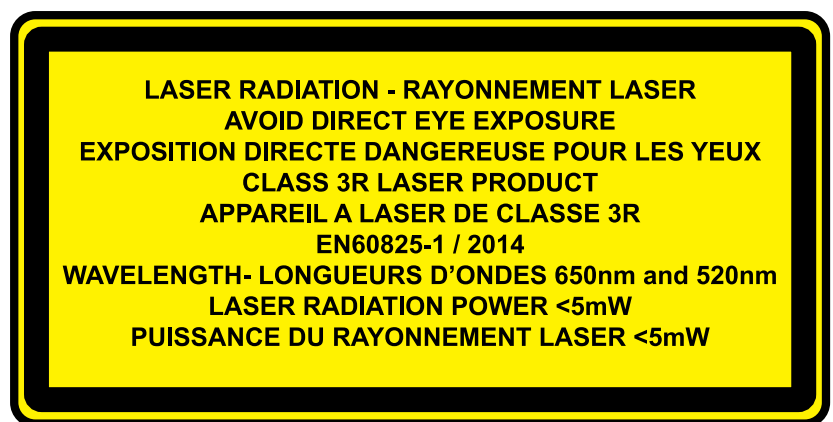 LASER RADIATION - RAYONNEMENT LASER
AVOID DIRECT EYE EXPOSURE
EXPOSITION DIRECTE DANGEREUSE POUR LES YEUX
CLASS 3R LASER PRODUCT
APPAREIL A LASER DE CLASSE 3R
EN60825-1 / 2014
WAVELENGTH- LONGUEURS D'ONDES 650nm and 520nm
LASER RADIATION POWER <5mW
PUISSANCE DU RAYONNEMENT LASER <5mW